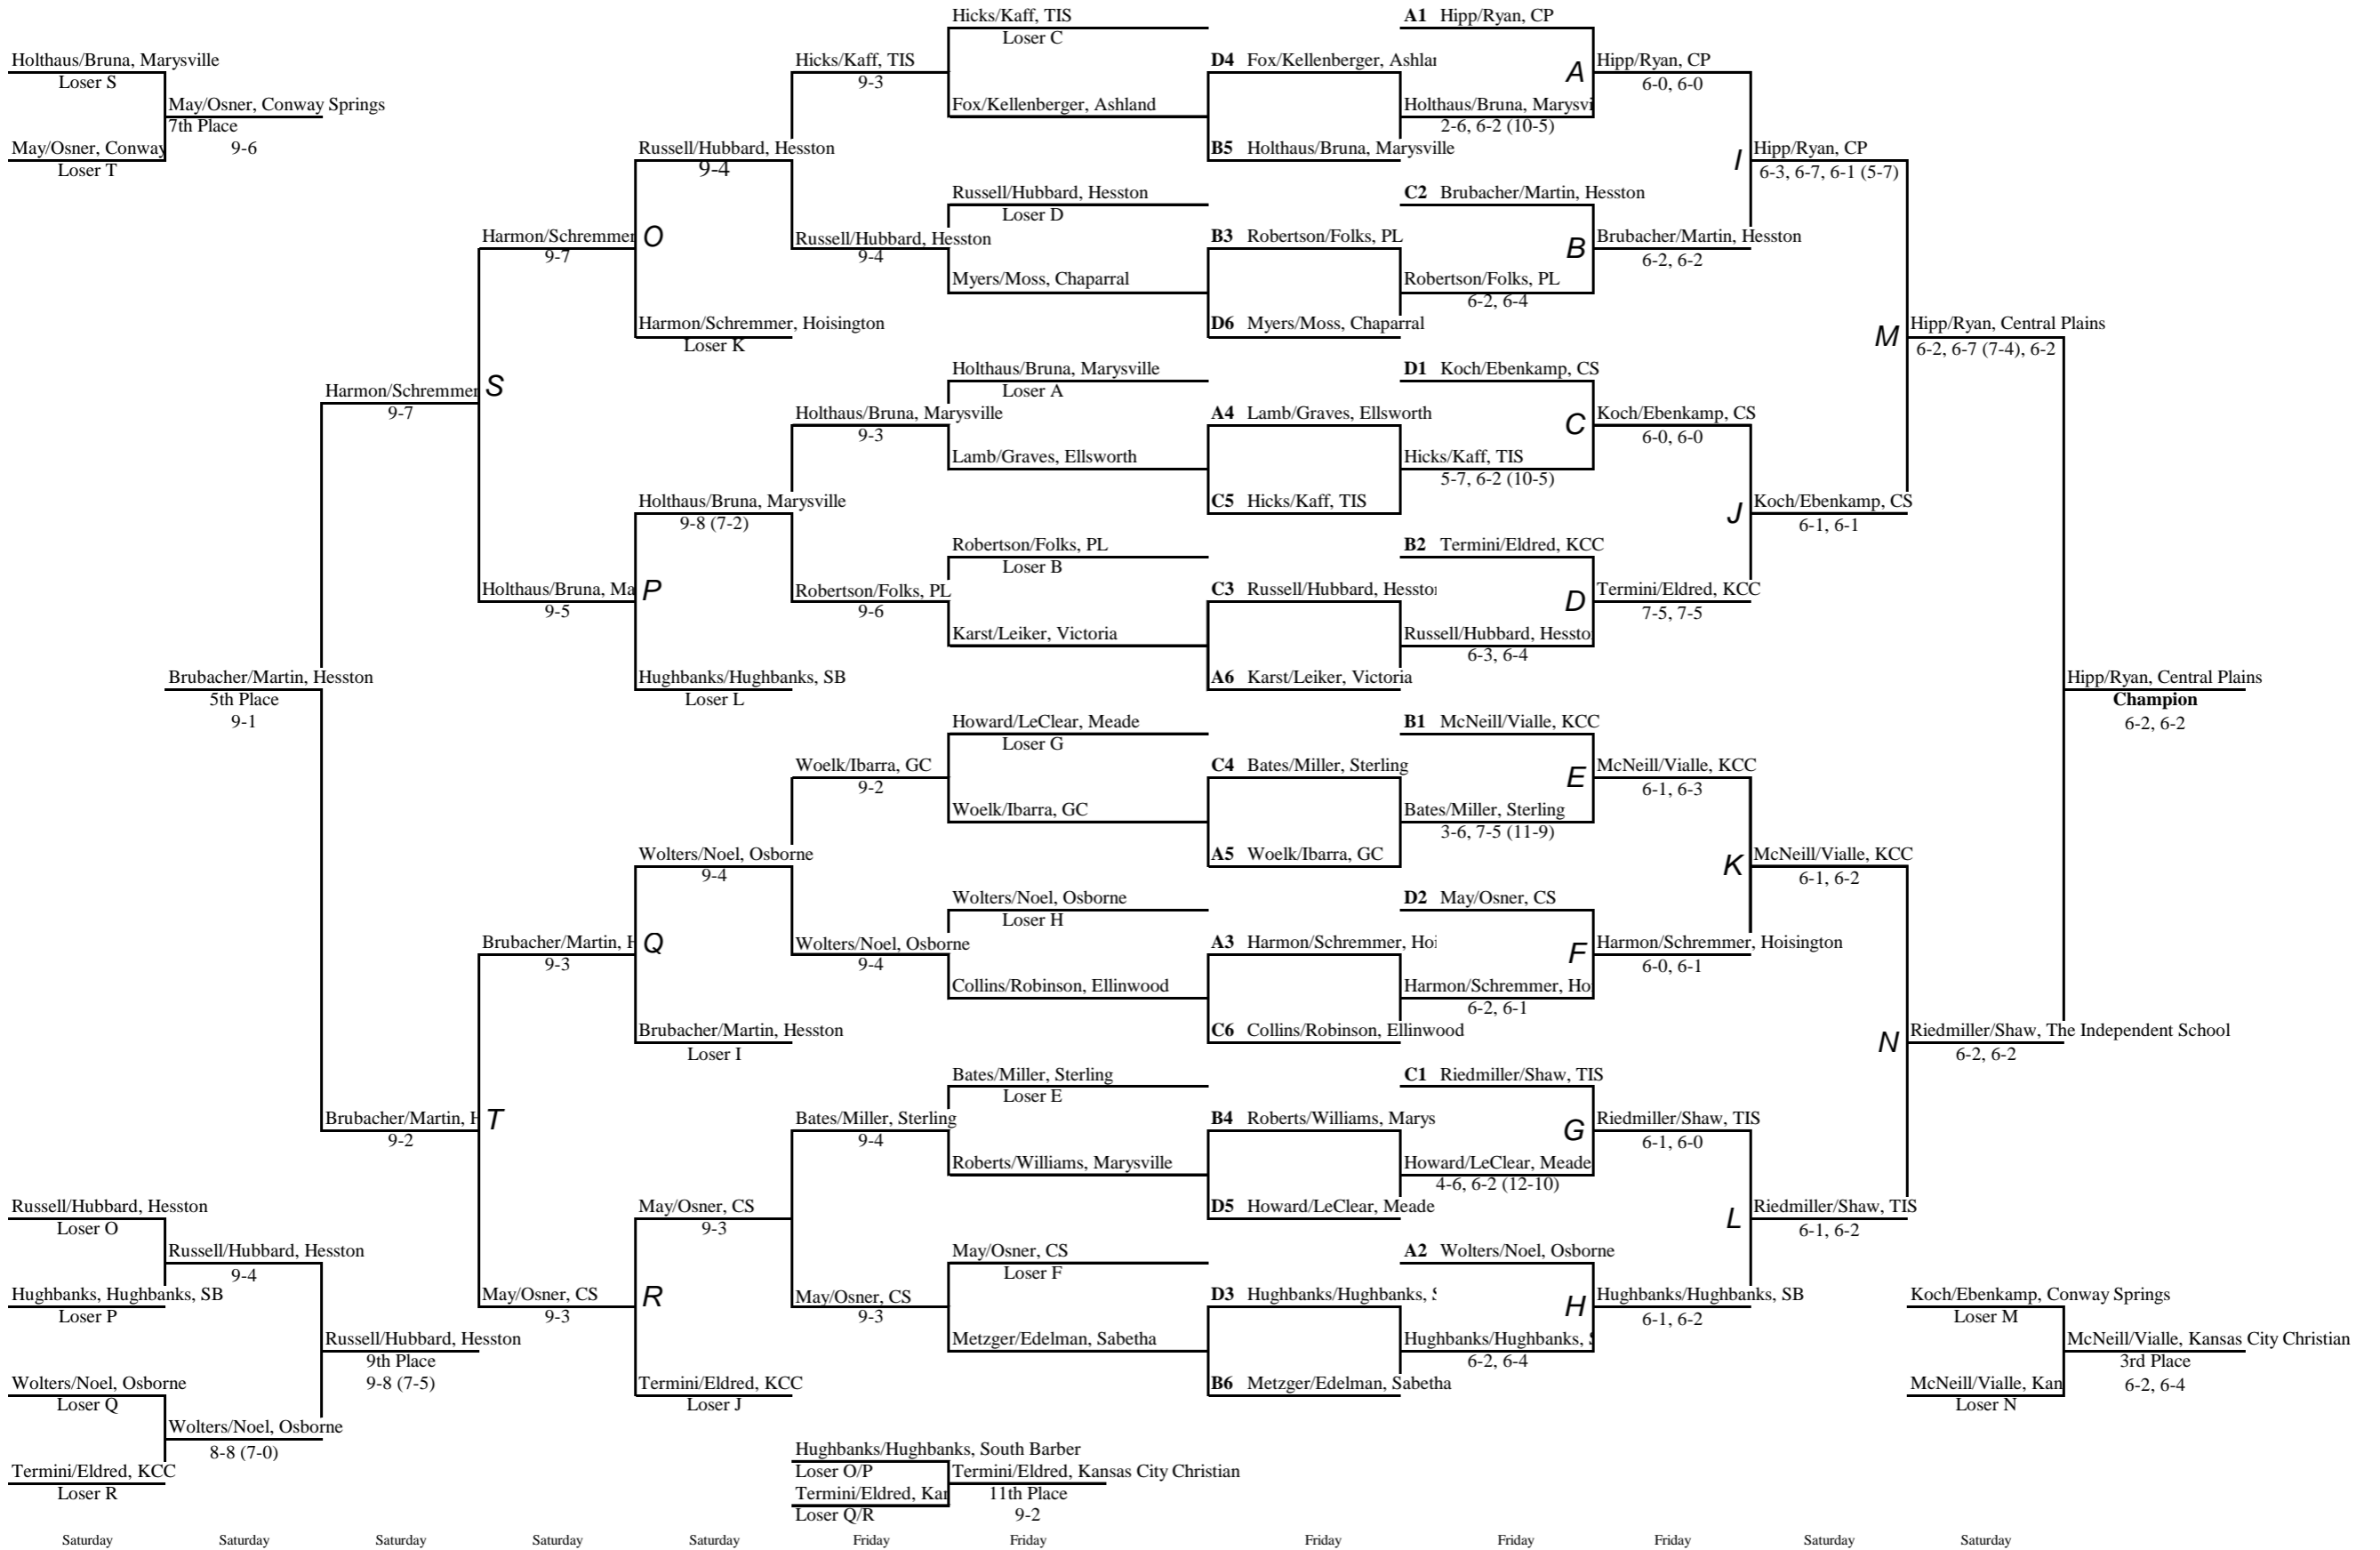 Holthaus/Bruna, Marysville
Loser S
May/Osner, Conway Springs
7th Place
9-6
May/Osner, Conway
Loser T
Harmon/Schremmer
9-7
Brubacher/Martin, Hesston
5th Place
9-1
Brubacher/Martin, H
9-2
T
S
Harmon/Schremmer
9-7
Holthaus/Bruna, Ma
9-5
Brubacher/Martin, H
9-3
May/Osner, CS
9-3
Russell/Hubbard, Hesston
Loser O
Russell/Hubbard, Hesston
9-4
Hughbanks, Hughbanks, SB
Loser P
Russell/Hubbard, Hesston
9th Place
9-8 (7-5)
Wolters/Noel, Osborne
Loser Q
Wolters/Noel, Osborne
8-8 (7-0)
Termini/Eldred, KCC
Loser R
Russell/Hubbard, Hesston
9-4
O
Harmon/Schremmer, Hoisington
Loser K
Holthaus/Bruna, Marysville
9-8 (7-2)
P
Hughbanks/Hughbanks, SB
Loser L
Wolters/Noel, Osborne
9-4
Q
Brubacher/Martin, Hesston
Loser I
May/Osner, CS
9-3
R
Termini/Eldred, KCC
Loser J
Hicks/Kaff, TIS
9-3
Russell/Hubbard, Hesston
9-4
Holthaus/Bruna, Marysville
9-3
Robertson/Folks, PL
9-6
Woelk/Ibarra, GC
9-2
Wolters/Noel, Osborne
9-4
Bates/Miller, Sterling
9-4
May/Osner, CS
9-3
Hughbanks/Hughbanks, South Barber
Loser O/P
Termini/Eldred, Kansas City Christian
Termini/Eldred, Kar
11th Place
Loser Q/R
9-2
Hicks/Kaff, TIS
Loser C
Fox/Kellenberger, Ashland
Russell/Hubbard, Hesston
Loser D
Myers/Moss, Chaparral
Holthaus/Bruna, Marysville
Loser A
Lamb/Graves, Ellsworth
Robertson/Folks, PL
Loser B
Karst/Leiker, Victoria
Howard/LeClear, Meade
Loser G
Woelk/Ibarra, GC
Wolters/Noel, Osborne
Loser H
Collins/Robinson, Ellinwood
Bates/Miller, Sterling
Loser E
Roberts/Williams, Marysville
May/Osner, CS
Loser F
Metzger/Edelman, Sabetha
D4 Fox/Kellenberger, Ashlan
B5 Holthaus/Bruna, Marysville
B3 Robertson/Folks, PL
D6 Myers/Moss, Chaparral
A4 Lamb/Graves, Ellsworth
C5 Hicks/Kaff, TIS
C3 Russell/Hubbard, Hesston
A6 Karst/Leiker, Victoria
C4 Bates/Miller, Sterling
A5 Woelk/Ibarra, GC
A3 Harmon/Schremmer, Hoi
C6 Collins/Robinson, Ellinwood
B4 Roberts/Williams, Marys
D5 Howard/LeClear, Meade
D3 Hughbanks/Hughbanks, S
B6 Metzger/Edelman, Sabetha
A1 Hipp/Ryan, CP
A
Holthaus/Bruna, Marysvi
2-6, 6-2 (10-5)
C2 Brubacher/Martin, Hesston
B
Robertson/Folks, PL
6-2, 6-4
D1 Koch/Ebenkamp, CS
C
Hicks/Kaff, TIS
5-7, 6-2 (10-5)
B2 Termini/Eldred, KCC
D
Russell/Hubbard, Hessto
6-3, 6-4
B1 McNeill/Vialle, KCC
E
Bates/Miller, Sterling
3-6, 7-5 (11-9)
D2 May/Osner, CS
F
Harmon/Schremmer, Ho
6-2, 6-1
C1 Riedmiller/Shaw, TIS
G
Howard/LeClear, Meade
4-6, 6-2 (12-10)
A2 Wolters/Noel, Osborne
H
Hughbanks/Hughbanks, S
6-2, 6-4
Hipp/Ryan, CP
6-0, 6-0
I
Brubacher/Martin, Hesston
6-2, 6-2
Koch/Ebenkamp, CS
6-0, 6-0
J
Termini/Eldred, KCC
7-5, 7-5
McNeill/Vialle, KCC
6-1, 6-3
K
Harmon/Schremmer, Hoisington
6-0, 6-1
Riedmiller/Shaw, TIS
6-1, 6-0
L
Hughbanks/Hughbanks, SB
6-1, 6-2
Hipp/Ryan, CP
6-3, 6-7, 6-1 (5-7)
M
Koch/Ebenkamp, CS
6-1, 6-1
McNeill/Vialle, KCC
6-1, 6-2
N
Riedmiller/Shaw, TIS
6-1, 6-2
Hipp/Ryan, Central Plains
6-2, 6-7 (7-4), 6-2
Riedmiller/Shaw, The Independent School
6-2, 6-2
Hipp/Ryan, Central Plains
Champion
6-2, 6-2
Koch/Ebenkamp, Conway Springs
Loser M
McNeill/Vialle, Kansas City Christian
3rd Place
6-2, 6-4
McNeill/Vialle, Kan
Loser N
Saturday Saturday Saturday Saturday Saturday Friday Friday Friday Friday Friday Saturday Saturday